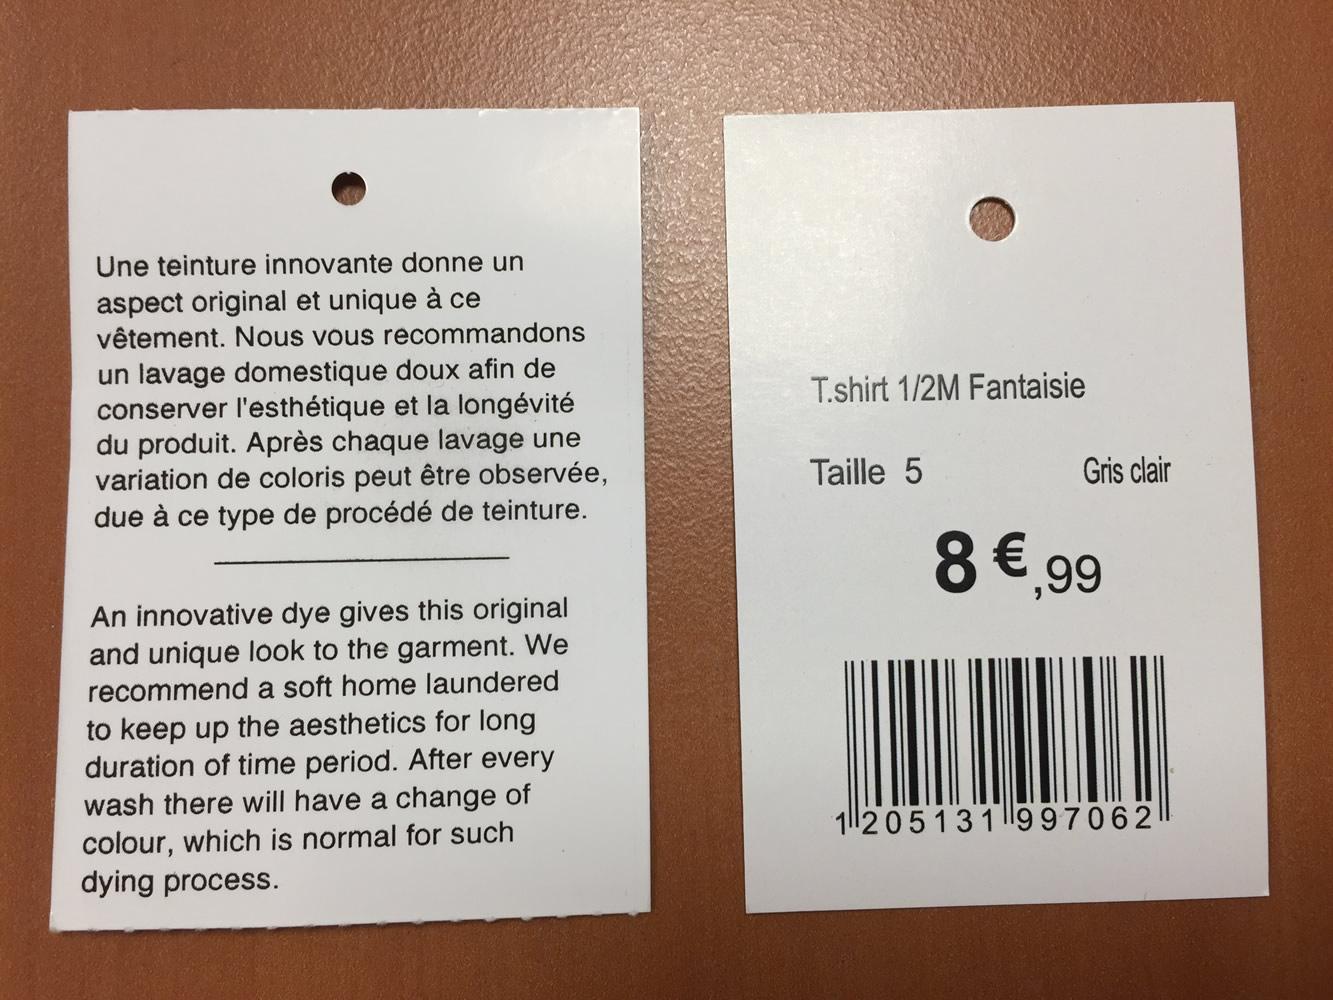 Une teinture innovante donne un
aspect original et unique à ce
vêtement. Nous vous recommandons
un lavage domestique doux afin de
conserver l'esthétique et la longévité
du produit. Après chaque lavage une
variation de coloris peut être observée,
due à ce type de procédé de teinture.
An innovative dye gives this original
and unique look to the garment. We
recommend a soft home laundered
to keep up the aesthetics for long
duration of time period. After every
wash there will have a change of
colour, which is normal for such
dying process.
T.shirt 1/2M Fantaisie
Taille 5 Gris clair
8 €,99
1 205131 997062